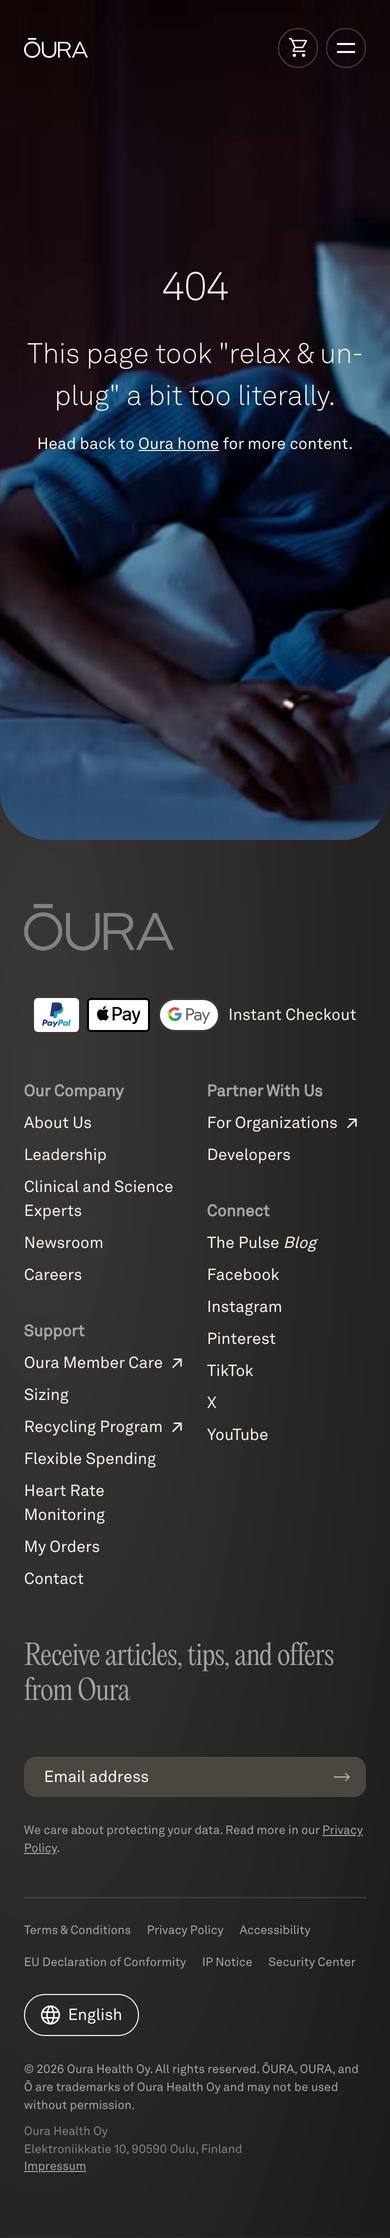 ŌURA
404
This page took "relax & un-
plug" a bit too literally.
Head back to Oura home for more content.
ŌURA
PayPal
Pay
G Pay
Instant Checkout
Our Company
About Us
Leadership
Clinical and Science
Experts
Newsroom
Careers
Support
Oura Member Care
Sizing
Recycling Program
Flexible Spending
Heart Rate
Monitoring
My Orders
Contact
Partner With Us
For Organizations
Developers
Connect
The Pulse Blog
Facebook
Instagram
Pinterest
TikTok
X
YouTube
Receive articles, tips, and offers
from Oura
Email address
We care about protecting your data. Read more in our Privacy
Policy.
Terms & Conditions Privacy Policy Accessibility
EU Declaration of Conformity IP Notice Security Center
English
© 2026 Oura Health Oy. All rights reserved. ŌURA, OURA, and
Ō are trademarks of Oura Health Oy and may not be used
without permission.
Oura Health Oy
Elektroniikkatie 10, 90590 Oulu, Finland
Impressum